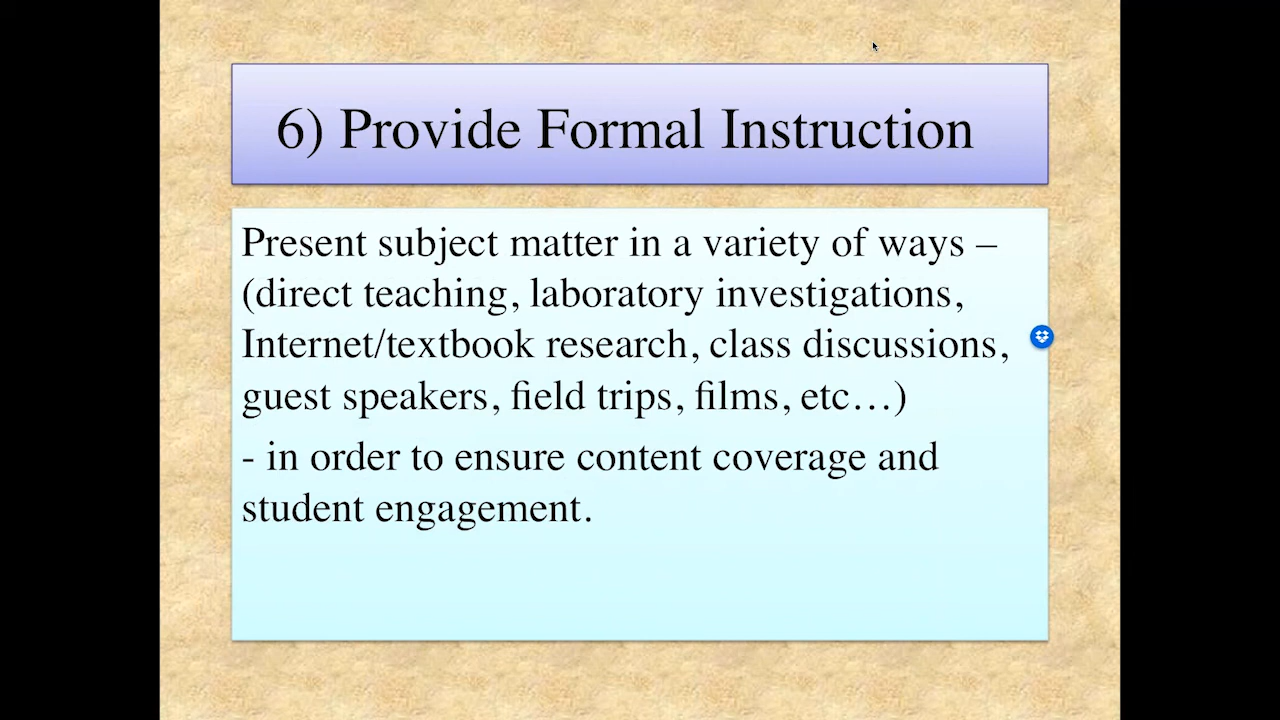 6) Provide Formal Instruction
Present subject matter in a variety of ways –
(direct teaching, laboratory investigations,
Internet/textbook research, class discussions,
guest speakers, field trips, films, etc…)
- in order to ensure content coverage and
student engagement.